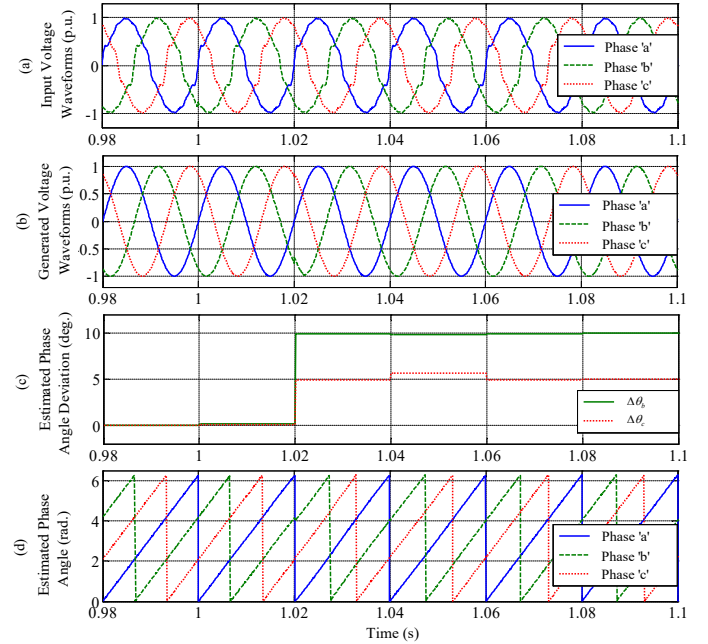 (a)
Input Voltage
Waveforms (p.u.)
1
0
-1
Phase 'a'
Phase 'b'
Phase 'c'
0.98 1 1.02 1.04 1.06 1.08 1.1
(b)
Generated Voltage
Waveforms (p.u.)
1
0.5
0
0.5
-1
Phase 'a'
Phase 'b'
Phase 'c'
0.98 1 1.02 1.04 1.06 1.08 1.1
(c)
Estimated Phase
Angle Deviation (deg.)
10
5
0
Δθb
Δθc
0.98 1 1.02 1.04 1.06 1.08 1.1
(d)
Estimated Phase
Angle (rad.)
6
4
2
0
Phase 'a'
Phase 'b'
Phase 'c'
0.98 1 1.02 1.04 1.06 1.08 1.1
Time (s)